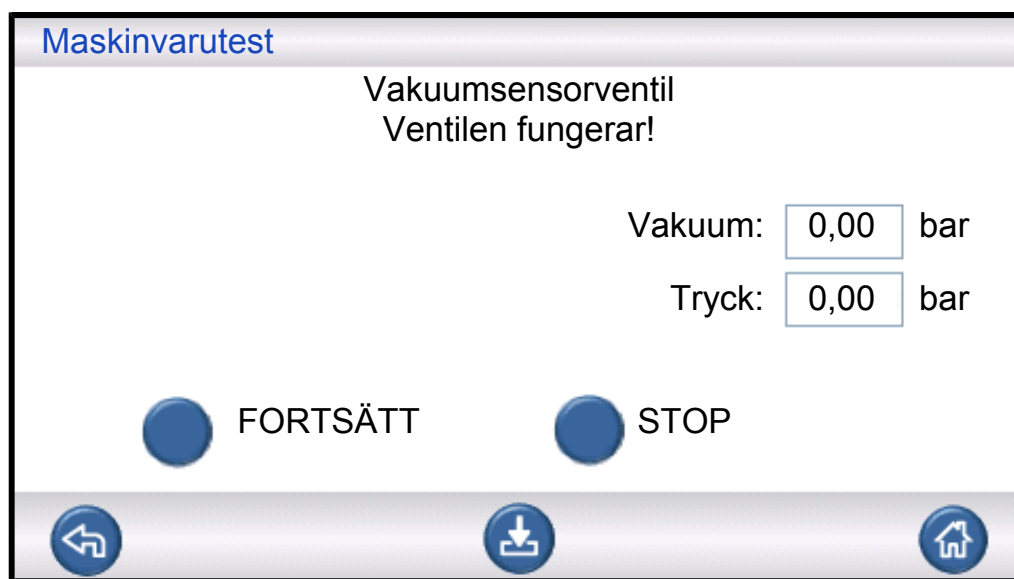 Maskinvarutest
Vakuumsensorventil
Ventilen fungerar!
Vakuum: 0,00 bar
Tryck: 0,00 bar
FORTSÄTT STOP